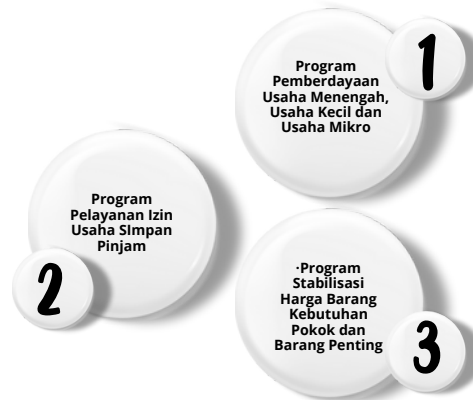 1
Program
Pemberdayaan
Usaha Menengah,
Usaha Kecil dan
Usaha Mikro
2
Program
Pelayanan Izin
Usaha SImpan
Pinjam
3
·Program
Stabilisasi
Harga Barang
Kebutuhan
Pokok dan
Barang Penting